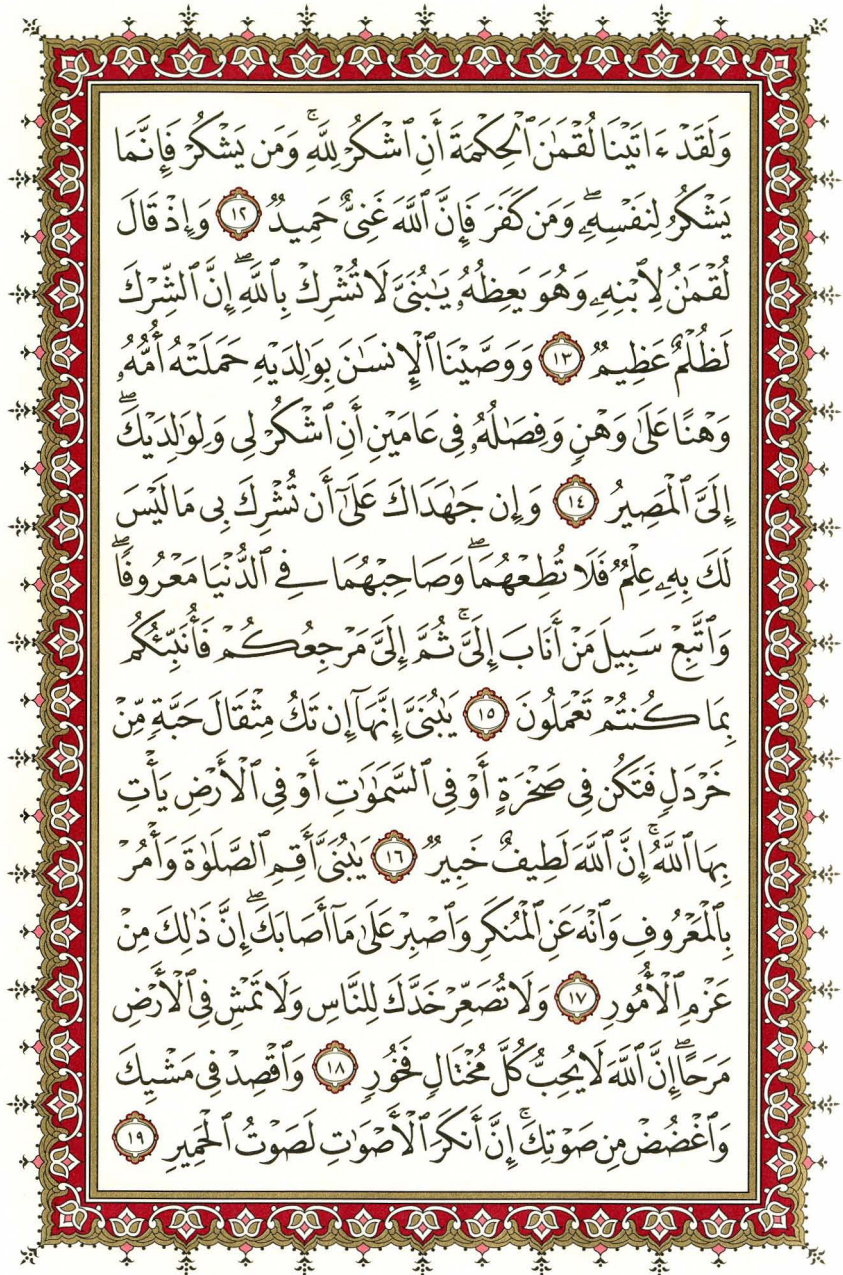 وَلَقَدْ ءَاتَيْنَا لُقْمَٰنَ ٱلْحِكْمَةَ أَنِ ٱشْكُرْ لِلَّهِۚ وَمَن يَشْكُرْ فَإِنَّمَا
يَشْكُرُ لِنَفْسِهِۦۖ وَمَن كَفَرَ فَإِنَّ ٱللَّهَ غَنِىٌّ حَمِيدٌ ١٢ وَإِذْ قَالَ
لُقْمَٰنُ لِٱبْنِهِۦ وَهُوَ يَعِظُهُۥ يَٰبُنَىَّ لَا تُشْرِكْ بِٱللَّهِۖ إِنَّ ٱلشِّرْكَ
لَظُلْمٌ عَظِيمٌ ١٣ وَوَصَّيْنَا ٱلْإِنسَٰنَ بِوَٰلِدَيْهِ حَمَلَتْهُ أُمُّهُۥ
وَهْنًا عَلَىٰ وَهْنٍ وَفِصَٰلُهُۥ فِى عَامَيْنِ أَنِ ٱشْكُرْ لِى وَلِوَٰلِدَيْكَۖ
إِلَىَّ ٱلْمَصِيرُ ١٤ وَإِن جَٰهَدَاكَ عَلَىٰٓ أَن تُشْرِكَ بِى مَا لَيْسَ
لَكَ بِهِۦ عِلْمٌ فَلَا تُطِعْهُمَاۖ وَصَاحِبْهُمَا فِى ٱلدُّنْيَا مَعْرُوفًاۖ
وَٱتَّبِعْ سَبِيلَ مَنْ أَنَابَ إِلَىَّۚ ثُمَّ إِلَىَّ مَرْجِعُكُمْ فَأُنَبِّئُكُم
بِمَا كُنتُمْ تَعْمَلُونَ ١٥ يَٰبُنَىَّ إِنَّهَآ إِن تَكُ مِثْقَالَ حَبَّةٍ مِّنْ
خَرْدَلٍ فَتَكُن فِى صَخْرَةٍ أَوْ فِى ٱلسَّمَٰوَٰتِ أَوْ فِى ٱلْأَرْضِ يَأْتِ
بِهَا ٱللَّهُۚ إِنَّ ٱللَّهَ لَطِيفٌ خَبِيرٌ ١٦ يَٰبُنَىَّ أَقِمِ ٱلصَّلَوٰةَ وَأْمُرْ
بِٱلْمَعْرُوفِ وَٱنْهَ عَنِ ٱلْمُنكَرِ وَٱصْبِرْ عَلَىٰ مَآ أَصَابَكَۖ إِنَّ ذَٰلِكَ مِنْ
عَزْمِ ٱلْأُمُورِ ١٧ وَلَا تُصَعِّرْ خَدَّكَ لِلنَّاسِ وَلَا تَمْشِ فِى ٱلْأَرْضِ
مَرَحًاۖ إِنَّ ٱللَّهَ لَا يُحِبُّ كُلَّ مُخْتَالٍ فَخُورٍ ١٨ وَٱقْصِدْ فِى مَشْيِكَ
وَٱغْضُضْ مِن صَوْتِكَۚ إِنَّ أَنكَرَ ٱلْأَصْوَٰتِ لَصَوْتُ ٱلْحَمِيرِ ١٩